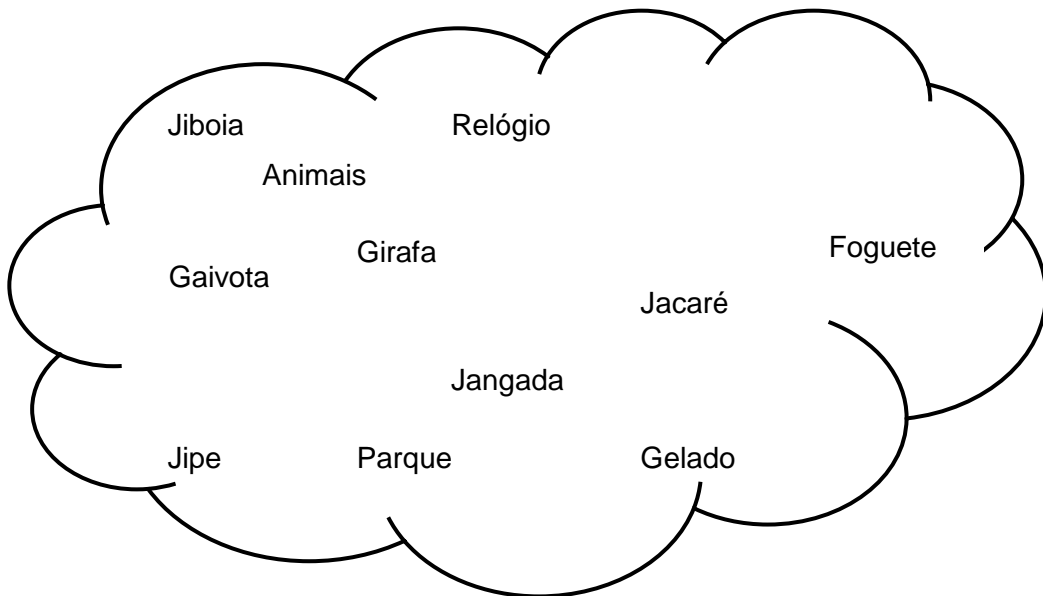 Jiboia
Relógio
Animais
Girafa
Foguete
Gaivota
Jacaré
Jangada
Jipe
Parque
Gelado